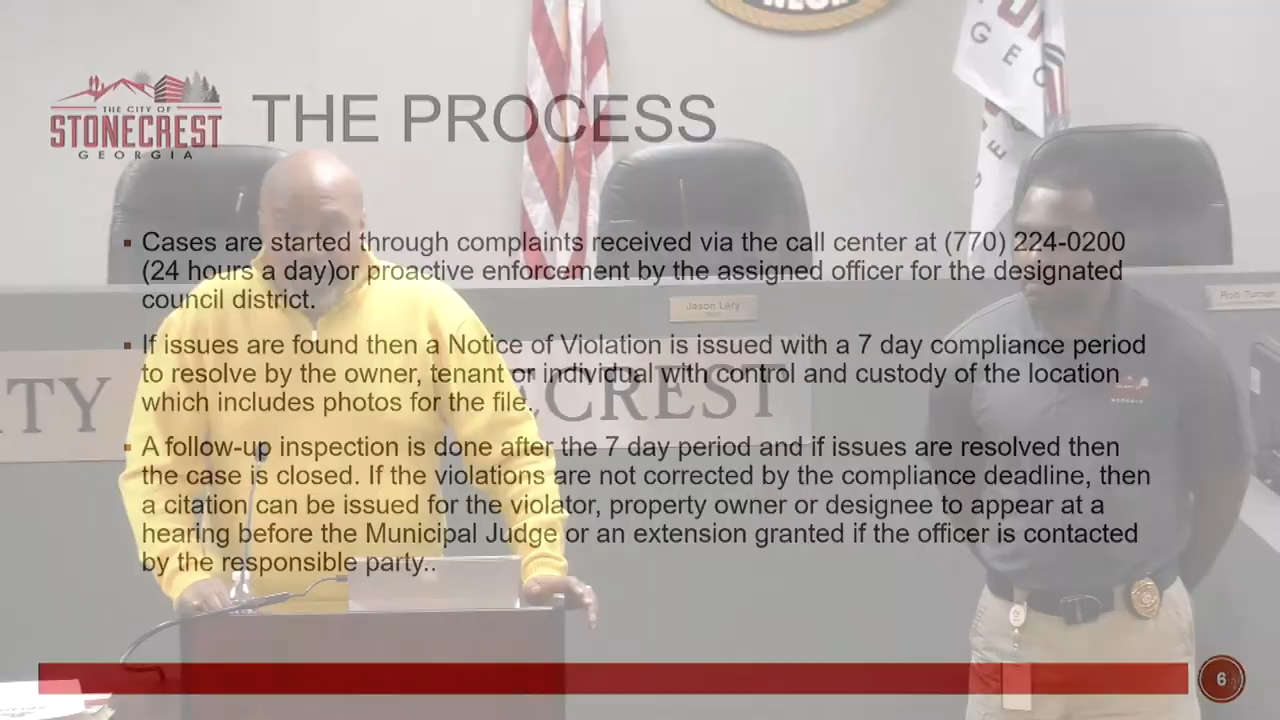 THE CITY OF
STONECREST
GEORGIA
THE PROCESS
GEO
Cases are started through complaints received via the call center at (770) 224-0200
(24 hours a day)or proactive enforcement by the assigned officer for the designated
council district.
Jason Lary
Rob Turner
If issues are found then a Notice of Violation is issued with a 7 day compliance period
to resolve by the owner, tenant or individual with control and custody of the location
which includes photos for the file.
ITY
CREST
A follow-up inspection is done after the 7 day period and if issues are resolved then
the case is closed. If the violations are not corrected by the compliance deadline, then
a citation can be issued for the violator, property owner or designee to appear at a
hearing before the Municipal Judge or an extension granted if the officer is contacted
by the responsible party..
6